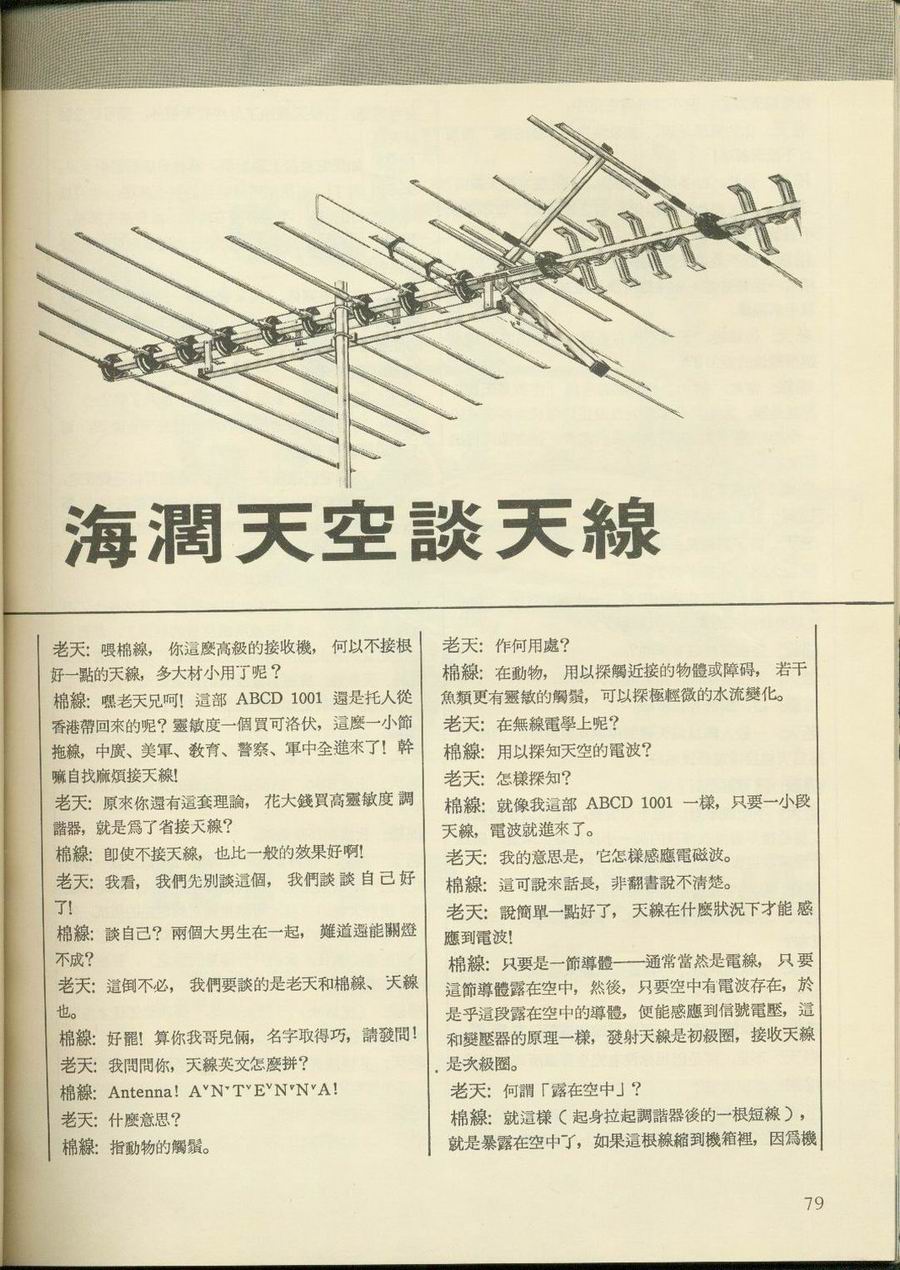 海濶天空談天線
老天: 喂棉線, 你這麽高級的接收機, 何以不接根
好一點的天線, 多大材小用了呢?
棉線: 嘿老天兄呵! 這部 ABCD 1001 還是托人從
香港帶回來的呢? 靈敏度一個買可洛伏, 這麽一小節
拖線, 中廣、美軍、教育、警察、軍中全進來了! 幹
嘛自找麻煩接天線!
老天: 原來你還有這套理論, 花大錢買高靈敏度調
諧器, 就是爲了省接天線?
棉線: 卽使不接天線, 也比一般的效果好啊!
老天: 我看, 我們先別談這個, 我們談談自己好
了!
棉線: 談自己? 兩個大男生在一起, 難道還能關燈
不成?
老天: 這倒不必, 我們要談的是老天和棉線、天線
也。
棉線: 好罷! 算你我哥兒倆, 名字取得巧, 請發問!
老天: 我問問你, 天線英文怎麽拼?
棉線: Antenna! AˇNˇTˇEˇNˇNˇA!
老天: 什麽意思?
棉線: 指動物的觸鬚。
老天: 作何用處?
棉線: 在動物, 用以探觸近接的物體或障碍, 若干
魚類更有靈敏的觸鬚, 可以探極輕微的水流變化。
老天: 在無線電學上呢?
棉線: 用以探知天空的電波?
老天: 怎樣探知?
棉線: 就像我這部 ABCD 1001 一樣, 只要一小段
天線, 電波就進來了。
老天: 我的意思是, 它怎樣感應電磁波。
棉線: 這可說來話長, 非翻書說不清楚。
老天: 說簡單一點好了, 天線在什麽狀況下才能感
應到電波!
棉線: 只要是一節導體——通常當然是電線, 只要
這節導體露在空中, 然後, 只要空中有電波存在, 於
是乎這段露在空中的導體, 便能感應到信號電壓, 這
和變壓器的原理一樣, 發射天線是初級圈, 接收天線
是次級圈。
老天: 何謂「露在空中」?
棉線: 就這樣(起身拉起調諧器後的一根短線),
就是暴露在空中了, 如果這根線縮到機箱裡, 因爲機
79